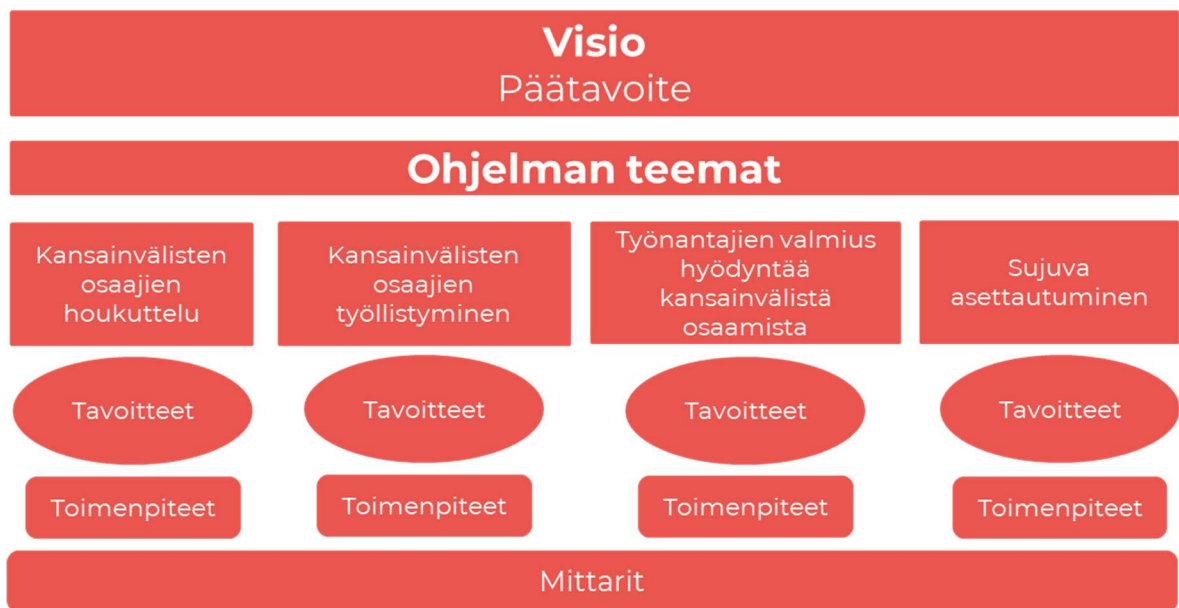 Visio
Päätavoite
Ohjelman teemat
Kansainvälisten
osaajien
houkuttelu
Kansainvälisten
osaajien
työllistyminen
Työnantajien valmius
hyödyntää
kansainvälistä
osaamista
Sujuva
asettautuminen
Tavoitteet
Tavoitteet
Tavoitteet
Tavoitteet
Toimenpiteet
Toimenpiteet
Toimenpiteet
Toimenpiteet
Mittarit